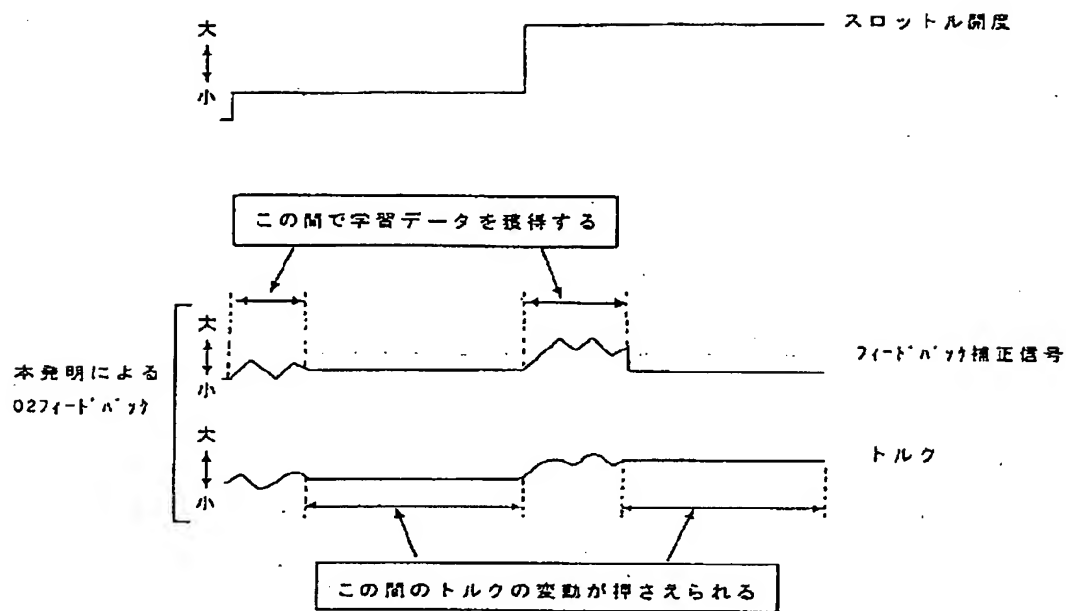 大
小
スロットル開度
この間で学習データを獲得する
大
小
フィードバック補正信号
本発明による
O2フィードバック
大
小
トルク
この間のトルクの変動が押さえられる